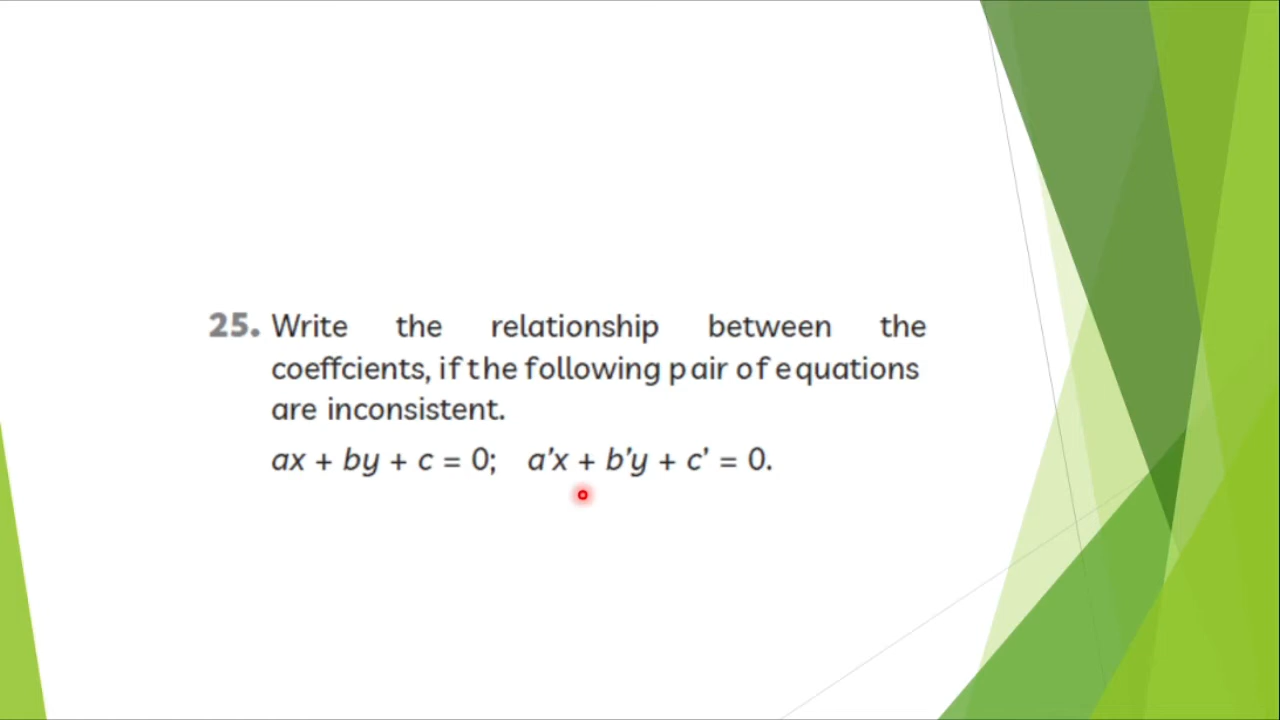 25. Write the relationship between the
coeffcients, if the following pair of equations
are inconsistent.
ax + by + c = 0; a’x + b’y + c’ = 0.